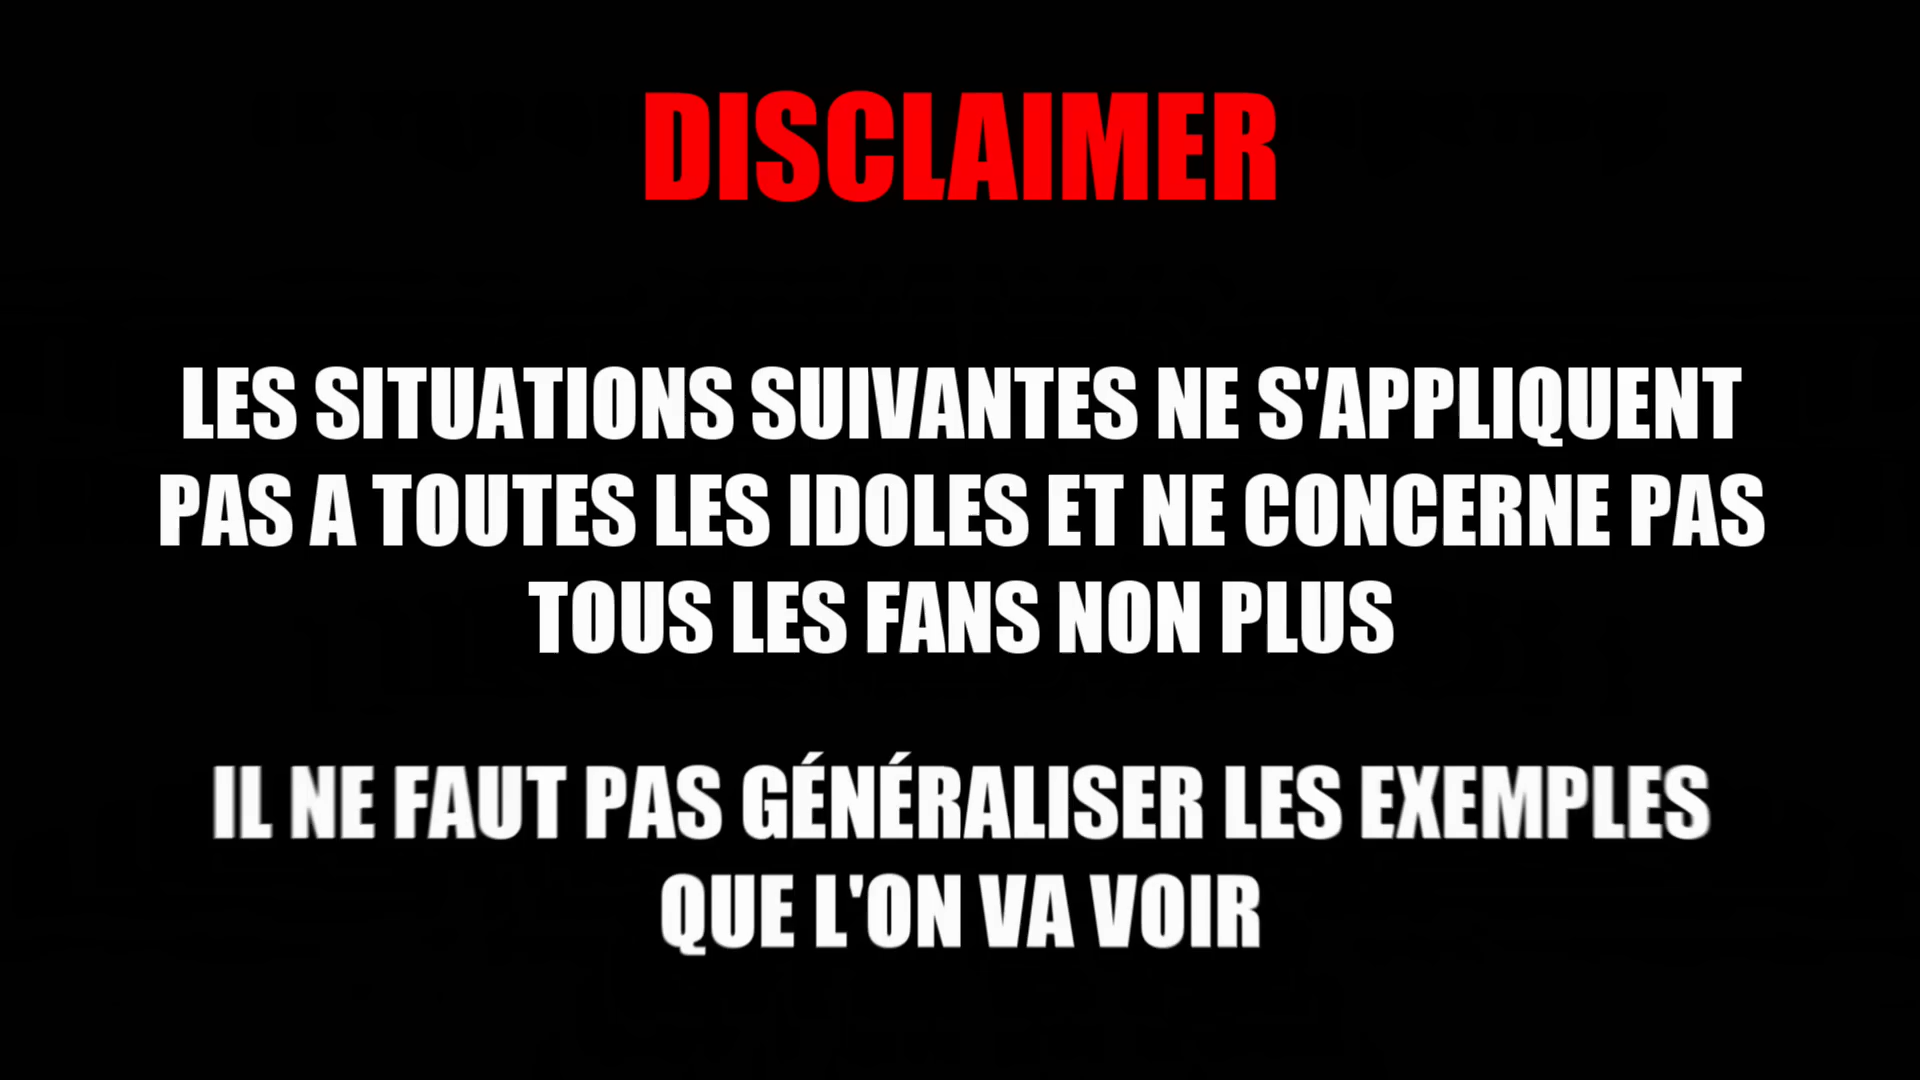 DISCLAIMER
LES SITUATIONS SUIVANTES NE S'APPLIQUENT
PAS A TOUTES LES IDOLES ET NE CONCERNE PAS
TOUS LES FANS NON PLUS
IL NE FAUT PAS GÉNÉRALISER LES EXEMPLES
QUE L'ON VA VOIR